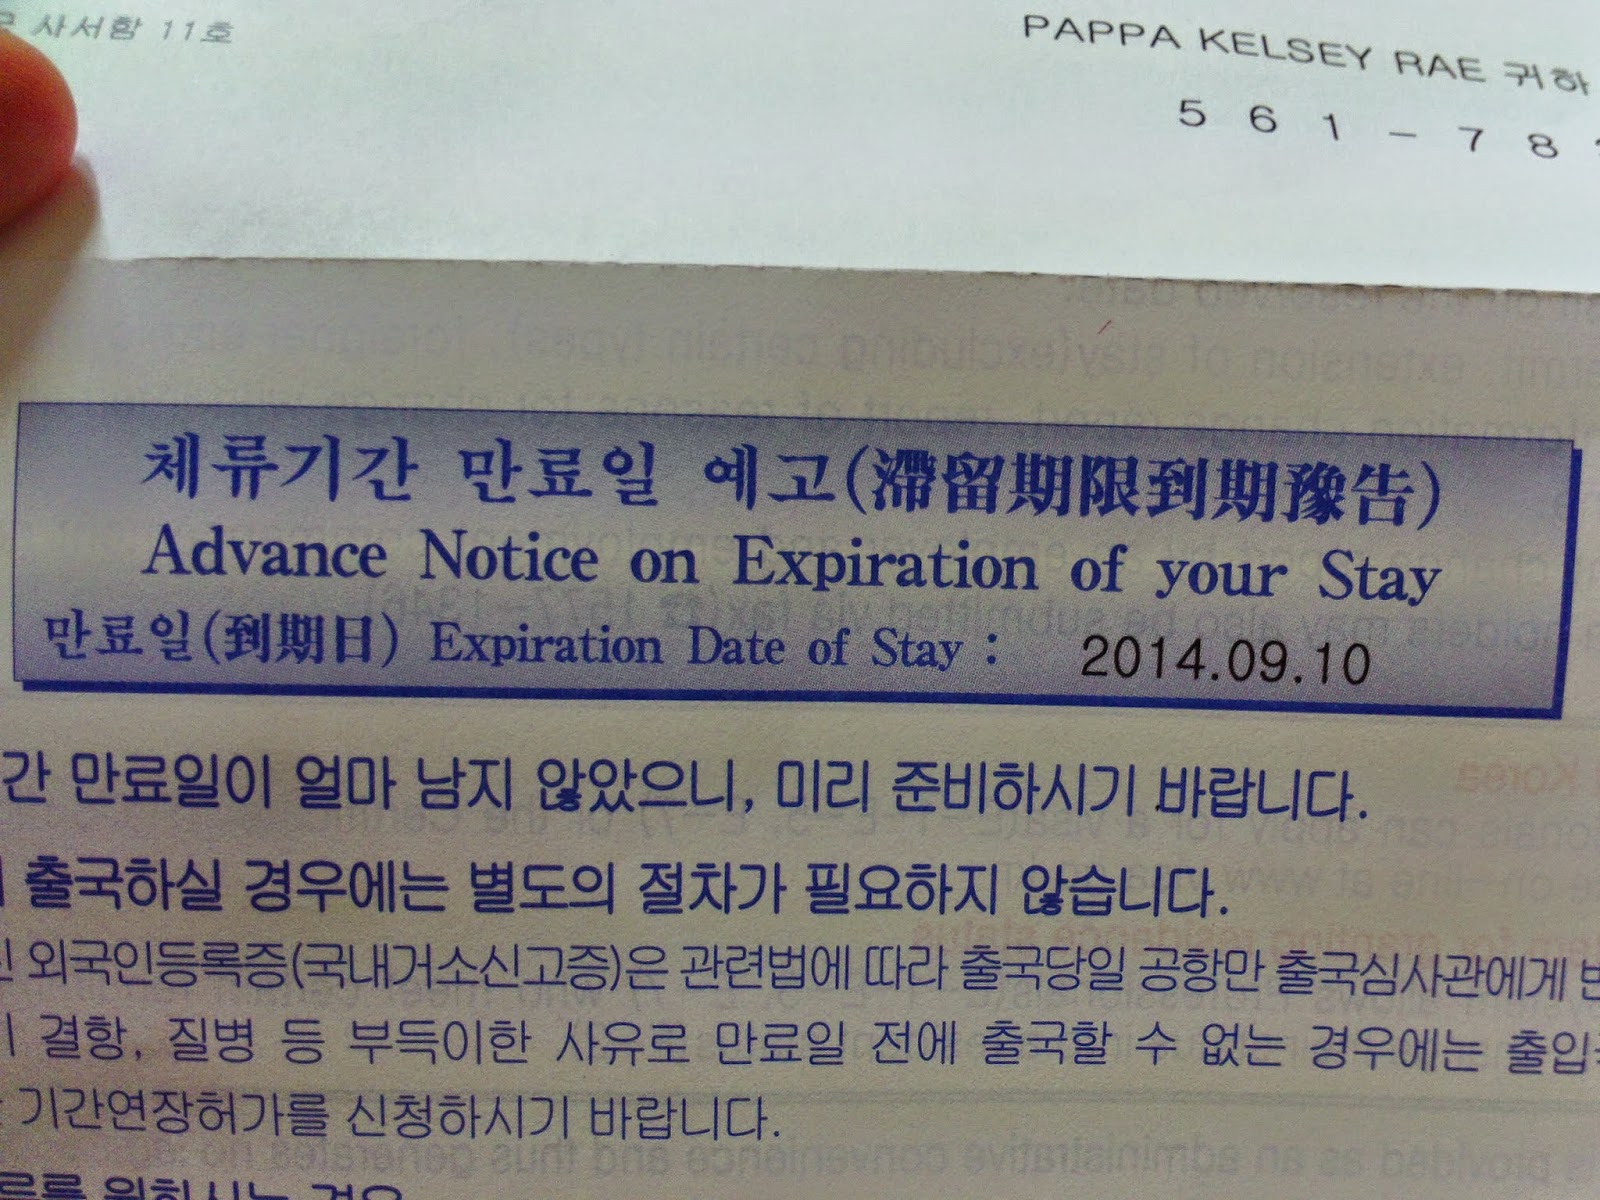 사서함 11호
PAPPA KELSEY RAE 귀하
561-78
체류기간 만료일 예고(滯留期限到期豫告)
Advance Notice on Expiration of your Stay
만료일(到期日) Expiration Date of Stay : 2014.09.10
간 만료일이 얼마 남지 않았으니, 미리 준비하시기 바랍니다.
출국하실 경우에는 별도의 절차가 필요하지 않습니다.
외국인등록증(국내거소신고증)은 관련법에 따라 출국당일 공항만 출국심사관에게
결항, 질병 등 부득이한 사유로 만료일 전에 출국할 수 없는 경우에는 출입
기간연장허가를 신청하시기 바랍니다.